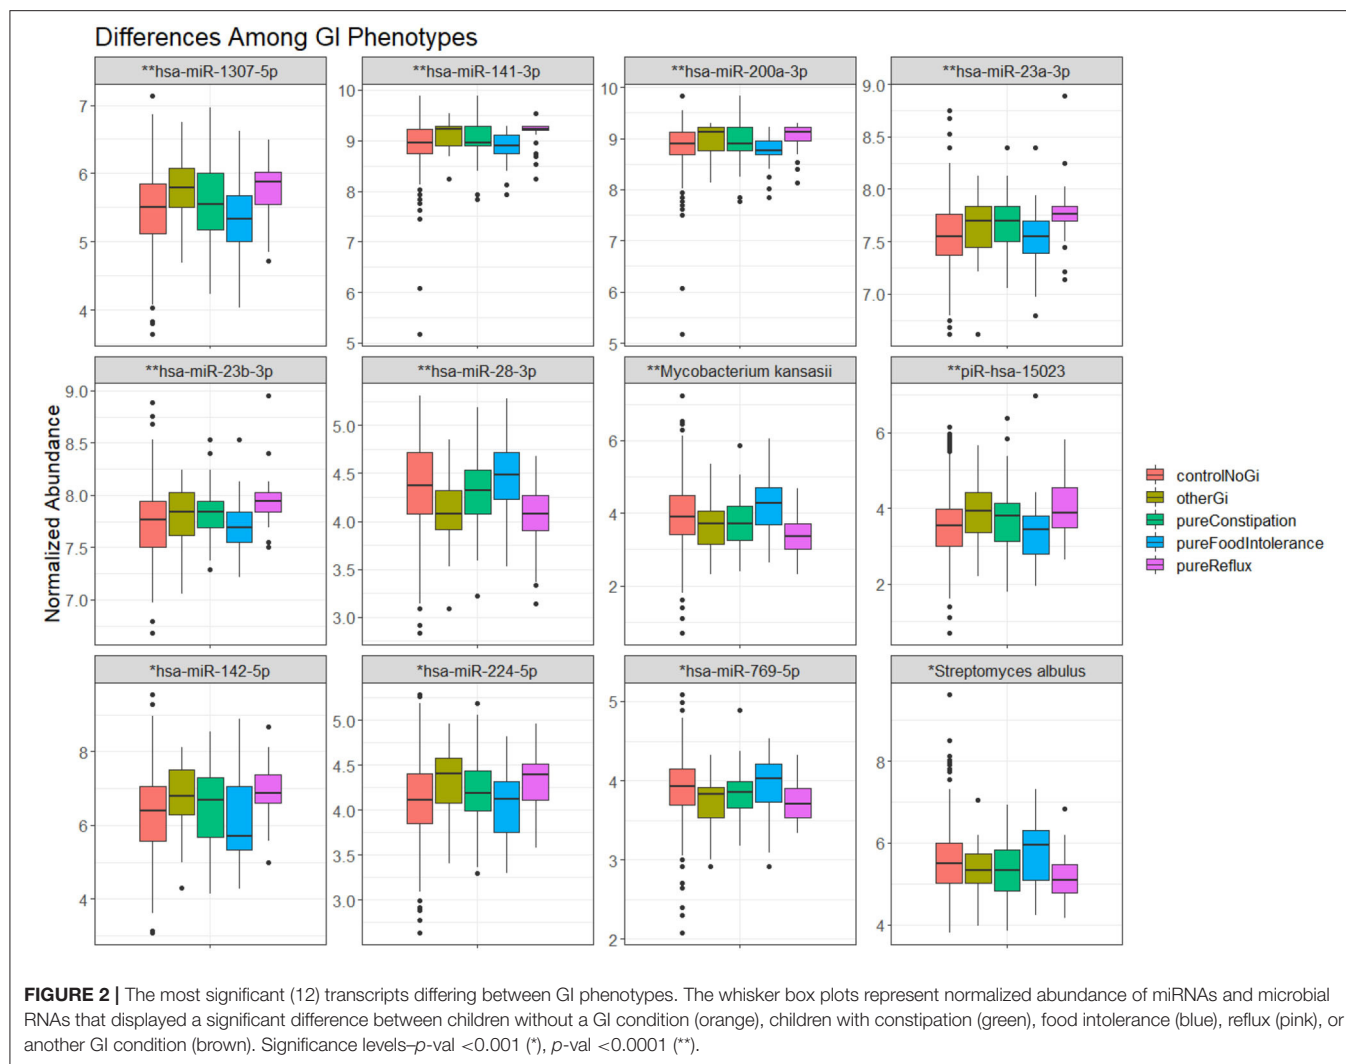 Differences Among GI Phenotypes
**hsa-miR-1307-5p
**hsa-miR-141-3p
**hsa-miR-200a-3p
**hsa-miR-23a-3p
7
6
5
4
10
9
8
7
6
5
10
9
8
7
6
5
9.0
8.5
8.0
7.5
7.0
**hsa-miR-23b-3p
**hsa-miR-28-3p
**Mycobacterium kansasii
**piR-hsa-15023
Normalized Abundance
9.0
8.5
8.0
7.5
7.0
5.0
4.5
4.0
3.5
3.0
6
4
2
6
4
2
controlNoGi
otherGi
pureConstipation
pureFoodIntolerance
pureReflux
*hsa-miR-142-5p
*hsa-miR-224-5p
*hsa-miR-769-5p
*Streptomyces albulus
8
6
4
5.0
4.5
4.0
3.5
3.0
5
4
3
2
8
6
4
FIGURE 2 | The most significant (12) transcripts differing between GI phenotypes. The whisker box plots represent normalized abundance of miRNAs and microbial
RNAs that displayed a significant difference between children without a GI condition (orange), children with constipation (green), food intolerance (blue), reflux (pink), or
another GI condition (brown). Significance levels–p-val <0.001 (*), p-val <0.0001 (**).